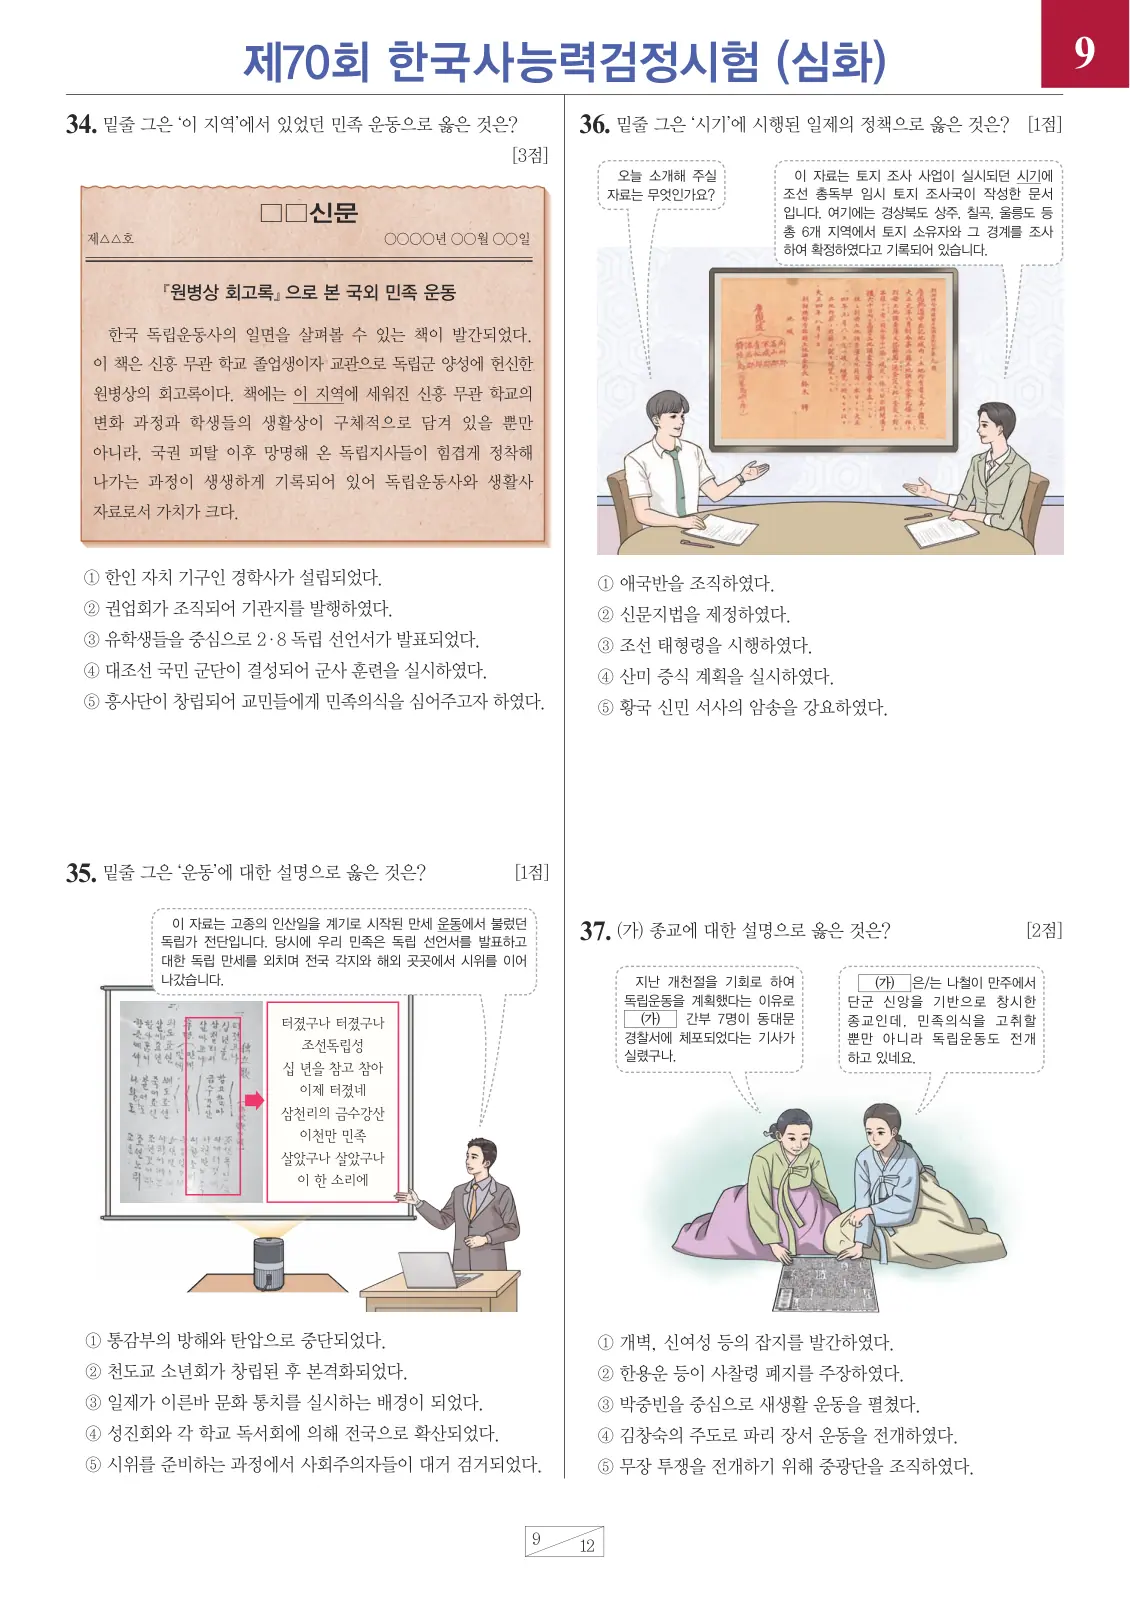 제70회 한국사능력검정시험 (심화)
9
34. 밑줄 그은 ‘이 지역’에서 있었던 민족 운동으로 옳은 것은?
[3점]
□□신문
제△△호
○○○○년 ○○월 ○○일
『원병상 회고록』으로 본 국외 민족 운동
한국 독립운동사의 일면을 살펴볼 수 있는 책이 발간되었다.
이 책은 신흥 무관 학교 졸업생이자 교관으로 독립군 양성에 헌신한
원병상의 회고록이다. 책에는 이 지역에 세워진 신흥 무관 학교의
변화 과정과 학생들의 생활상이 구체적으로 담겨 있을 뿐만
아니라, 국권 피탈 이후 망명해 온 독립지사들이 힘겹게 정착해
나가는 과정이 생생하게 기록되어 있어 독립운동사와 생활사
자료로서 가치가 크다.
① 한인 자치 기구인 경학사가 설립되었다.
② 권업회가 조직되어 기관지를 발행하였다.
③ 유학생들을 중심으로 2·8 독립 선언서가 발표되었다.
④ 대조선 국민 군단이 결성되어 군사 훈련을 실시하였다.
⑤ 흥사단이 창립되어 교민들에게 민족의식을 심어주고자 하였다.
35. 밑줄 그은 ‘운동’에 대한 설명으로 옳은 것은? [1점]
이 자료는 고종의 인산일을 계기로 시작된 만세 운동에서 불렀던
독립가 전단입니다. 당시에 우리 민족은 독립 선언서를 발표하고
대한 독립 만세를 외치며 전국 각지와 해외 곳곳에서 시위를 이어
나갔습니다.
터졌구나 터졌구나
조선독립성
십 년을 참고 참아
이제 터졌네
삼천리의 금수강산
이천만 민족
살았구나 살았구나
이 한 소리에
① 통감부의 방해와 탄압으로 중단되었다.
② 천도교 소년회가 창립된 후 본격화되었다.
③ 일제가 이른바 문화 통치를 실시하는 배경이 되었다.
④ 성진회와 각 학교 독서회에 의해 전국으로 확산되었다.
⑤ 시위를 준비하는 과정에서 사회주의자들이 대거 검거되었다.
36. 밑줄 그은 ‘시기’에 시행된 일제의 정책으로 옳은 것은? [1점]
오늘 소개해 주실
자료는 무엇인가요?
이 자료는 토지 조사 사업이 실시되던 시기에
조선 총독부 임시 토지 조사국이 작성한 문서
입니다. 여기에는 경상북도 상주, 칠곡, 울릉도 등
총 6개 지역에서 토지 소유자와 그 경계를 조사
하여 확정하였다고 기록되어 있습니다.
① 애국반을 조직하였다.
② 신문지법을 제정하였다.
③ 조선 태형령을 시행하였다.
④ 산미 증식 계획을 실시하였다.
⑤ 황국 신민 서사의 암송을 강요하였다.
37. (가) 종교에 대한 설명으로 옳은 것은? [2점]
지난 개천절을 기회로 하여
독립운동을 계획했다는 이유로
(가) 간부 7명이 동대문
경찰서에 체포되었다는 기사가
실렸구나.
(가) 은/는 나철이 만주에서
단군 신앙을 기반으로 창시한
종교인데, 민족의식을 고취할
뿐만 아니라 독립운동도 전개
하고 있네요.
① 개벽, 신여성 등의 잡지를 발간하였다.
② 한용운 등이 사찰령 폐지를 주장하였다.
③ 박중빈을 중심으로 새생활 운동을 펼쳤다.
④ 김창숙의 주도로 파리 장서 운동을 전개하였다.
⑤ 무장 투쟁을 전개하기 위해 중광단을 조직하였다.
9
12